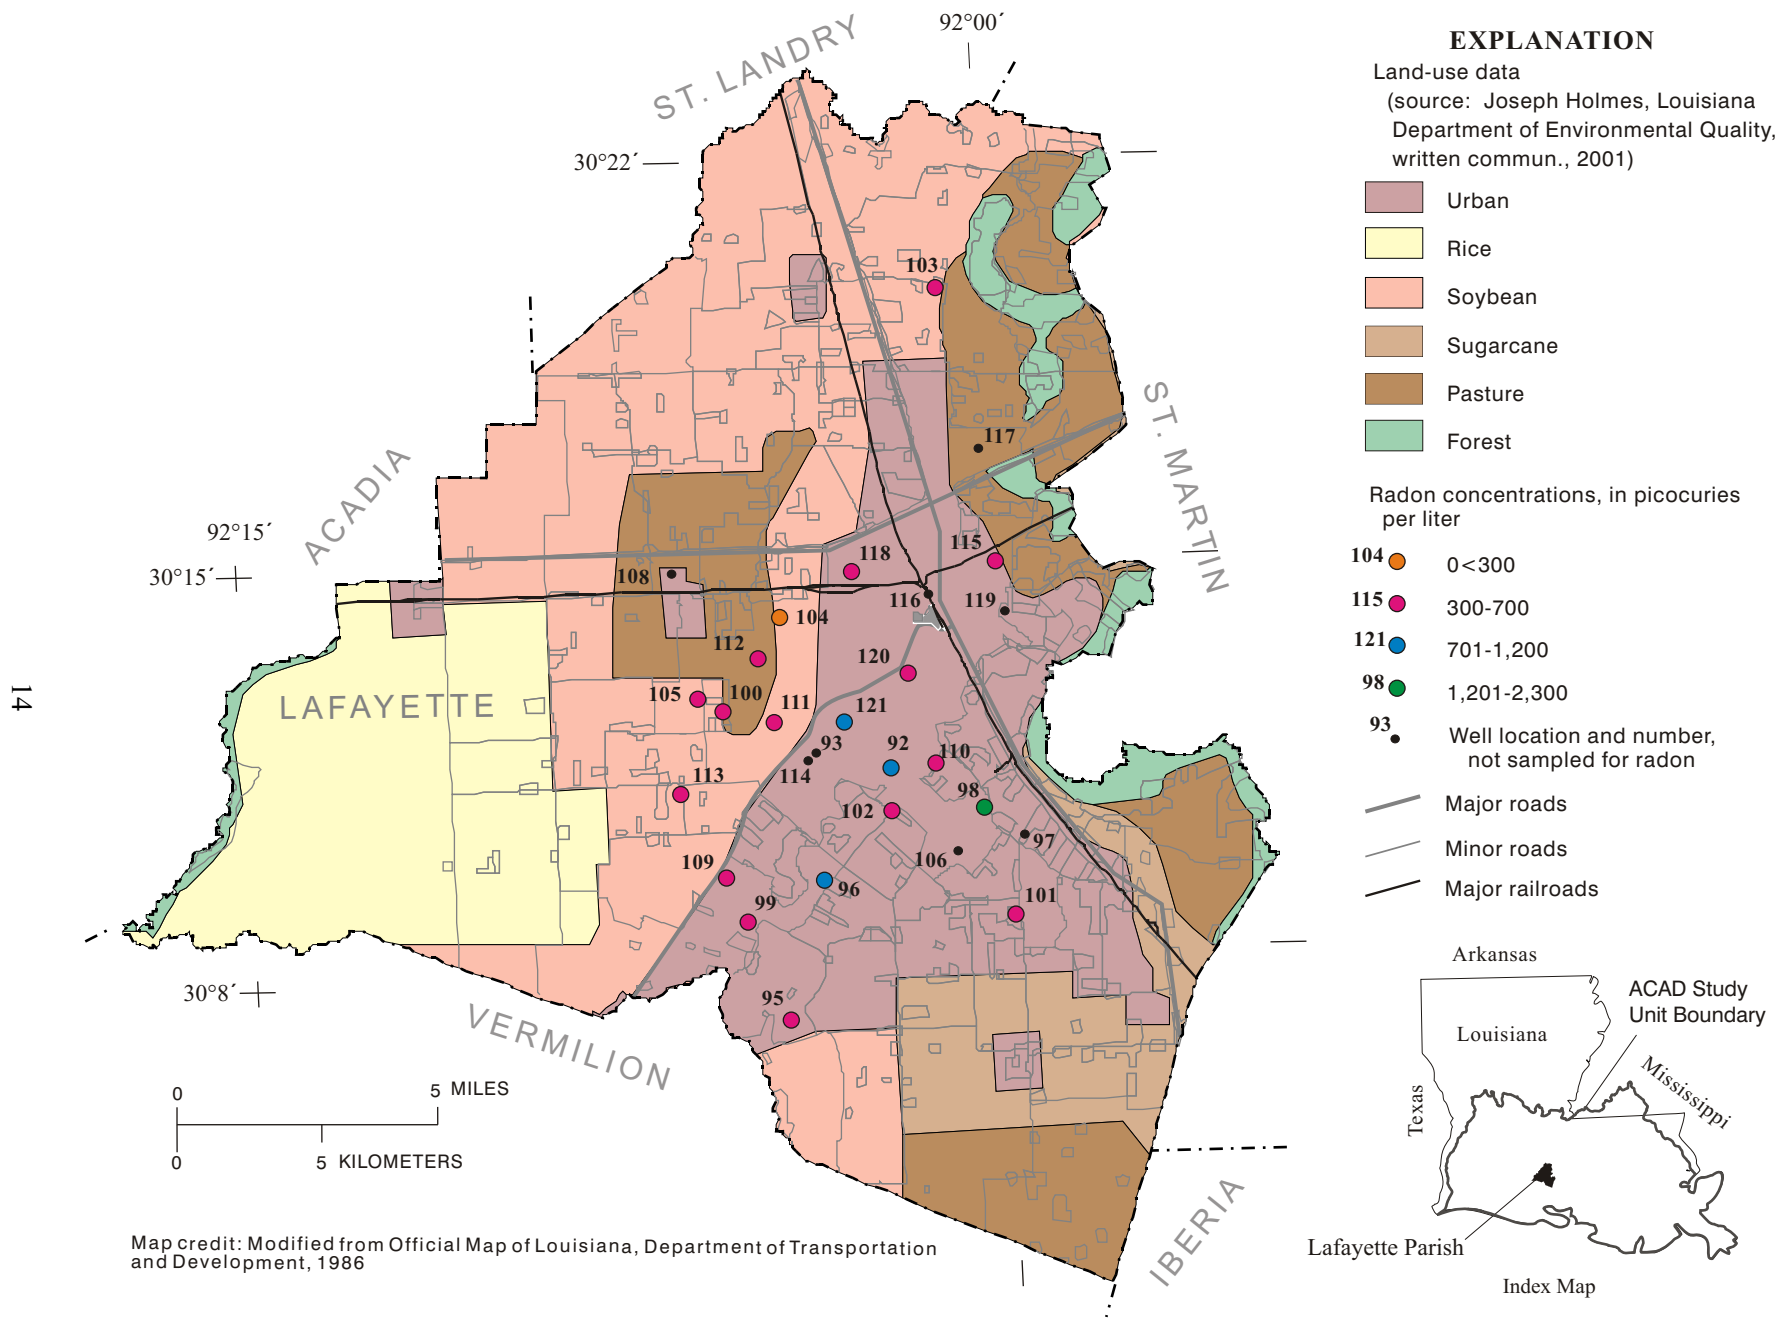 92°00´
ST. LANDRY
30°22´
103
ST. MARTIN
117
ACADIA
92°15´
30°15´
118
115
108
116
119
104
112
120
LAFAYETTE
105
100
111
121
93
92
110
114
113
98
102
97
109
106
96
99
101
30°8´
95
VERMILION
0 5 MILES
0 5 KILOMETERS
IBERIA
Map credit: Modified from Official Map of Louisiana, Department of Transportation
and Development, 1986
14
EXPLANATION
Land-use data
(source: Joseph Holmes, Louisiana
Department of Environmental Quality,
written commun., 2001)
Urban
Rice
Soybean
Sugarcane
Pasture
Forest
Radon concentrations, in picocuries
per liter
104 0<300
115 300-700
121 701-1,200
98 1,201-2,300
93 Well location and number,
not sampled for radon
Major roads
Minor roads
Major railroads
Arkansas
ACAD Study
Unit Boundary
Louisiana
Mississippi
Texas
Lafayette Parish
Index Map